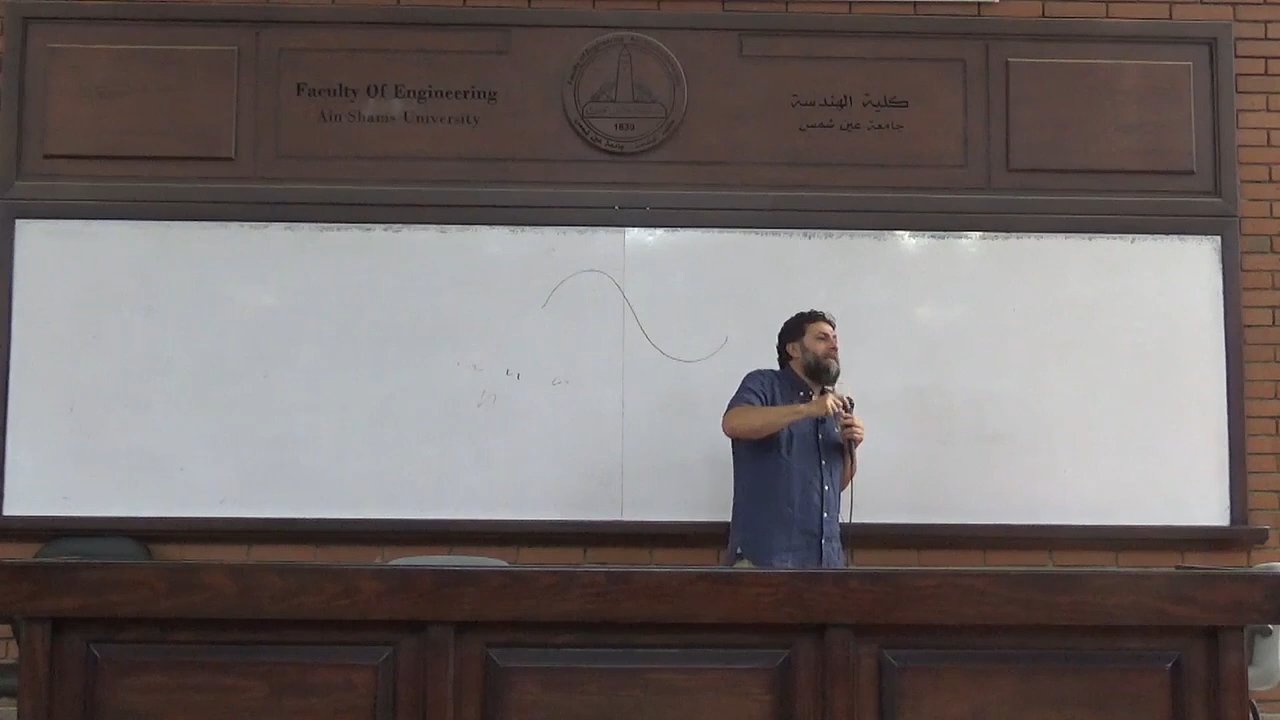 Faculty Of Engineering
Ain Shams University
1839
كلية الهندسة
جامعة عين شمس